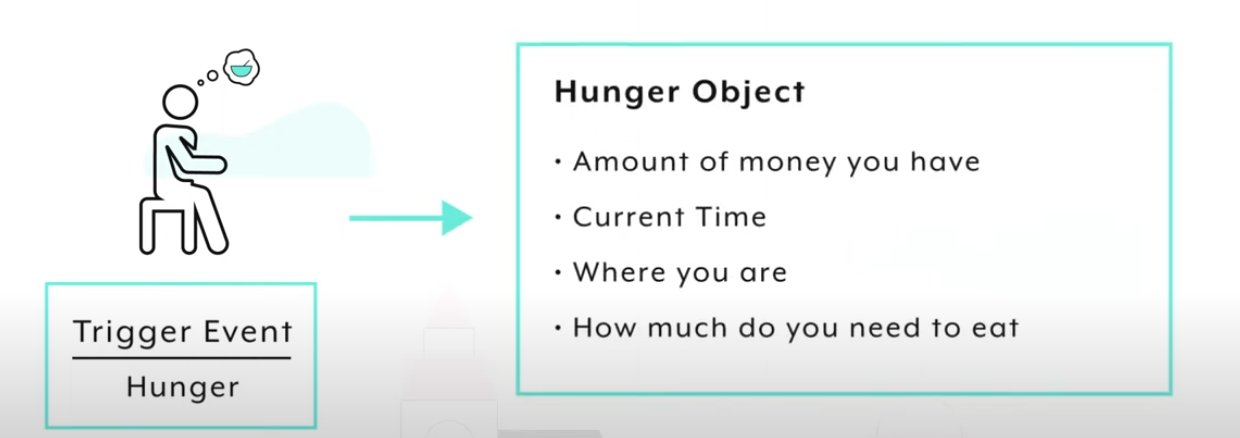 Trigger Event
Hunger
Hunger Object
• Amount of money you have
• Current Time
• Where you are
• How much do you need to eat